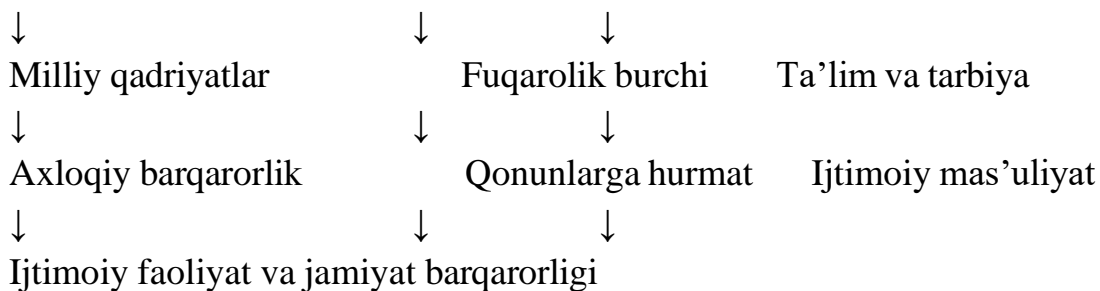 ↓ ↓ ↓
Milliy qadriyatlar Fuqarolik burchi Ta’lim va tarbiya
↓ ↓ ↓
Axloqiy barqarorlik Qonunlarga hurmat Ijtimoiy mas’uliyat
↓ ↓ ↓
Ijtimoiy faoliyat va jamiyat barqarorligi